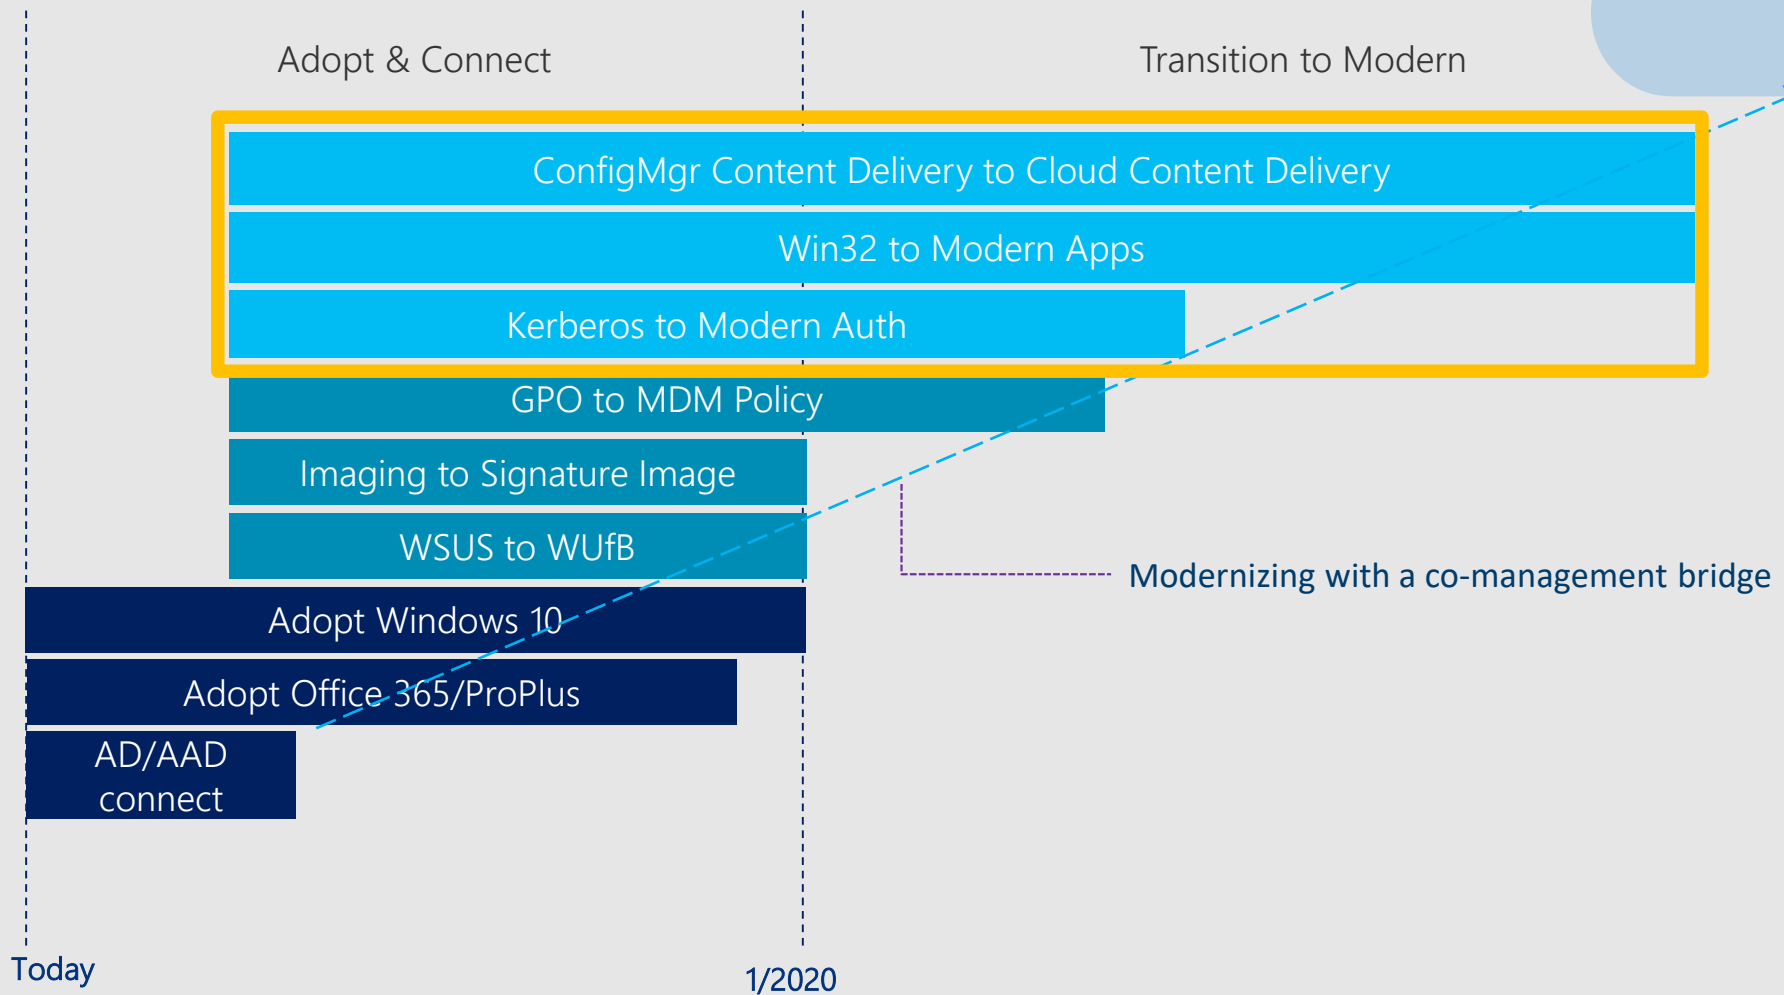 Adopt & Connect
Transition to Modern
ConfigMgr Content Delivery to Cloud Content Delivery
Win32 to Modern Apps
Kerberos to Modern Auth
GPO to MDM Policy
Imaging to Signature Image
WSUS to WUfB
Modernizing with a co-management bridge
Adopt Windows 10
Adopt Office 365/ProPlus
AD/AAD
connect
Today
1/2020